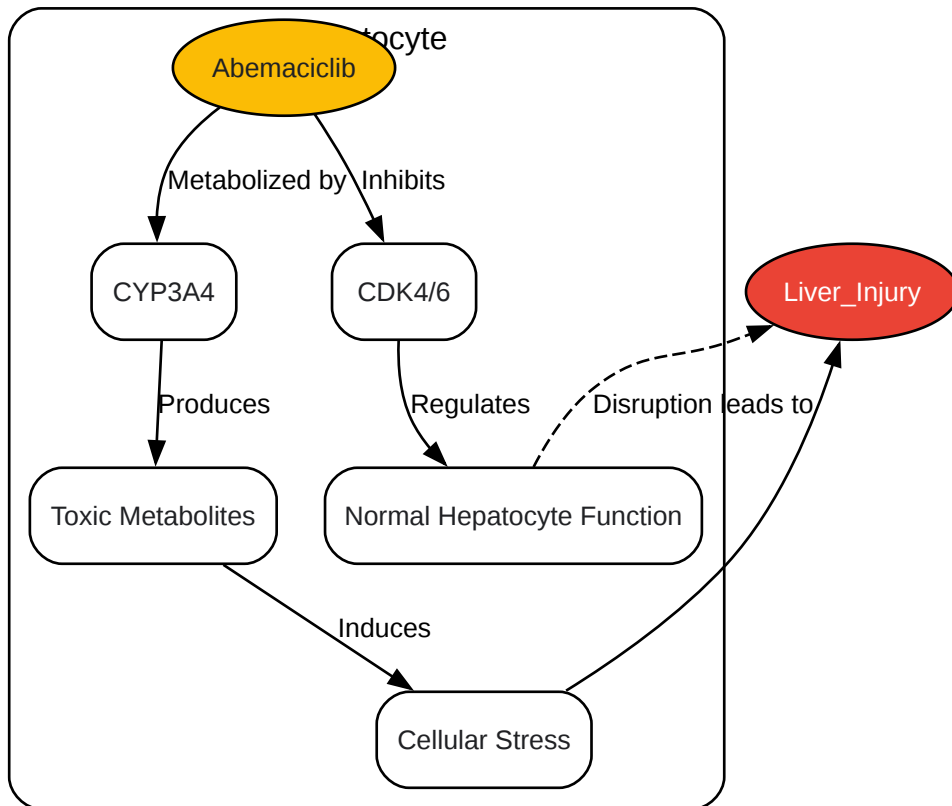 tocyte
Abemaciclib
Metabolized by
Inhibits
CYP3A4
CDK4/6
Liver_Injury
Produces
Regulates
Disruption leads to
Toxic Metabolites
Normal Hepatocyte Function
Induces
Cellular Stress